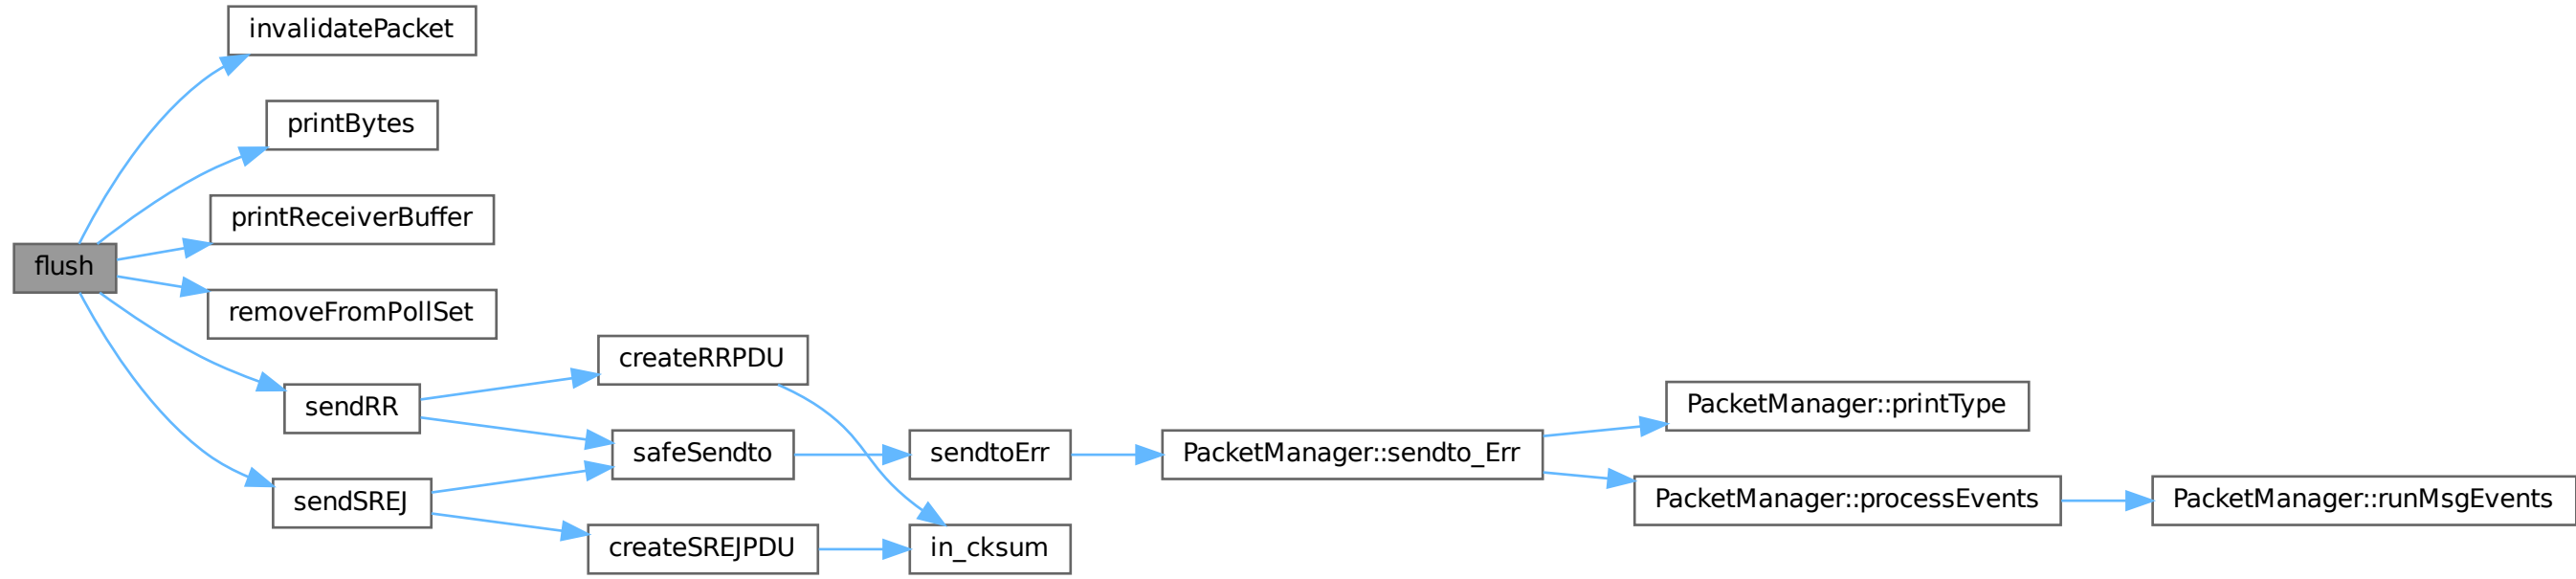 invalidatePacket
printBytes
printReceiverBuffer
flush
removeFromPollSet
createRRPDU
sendRR
PacketManager::printType
safeSendto
sendtoErr
PacketManager::sendto_Err
sendSREJ
PacketManager::processEvents
PacketManager::runMsgEvents
createSREJPDU
in_cksum